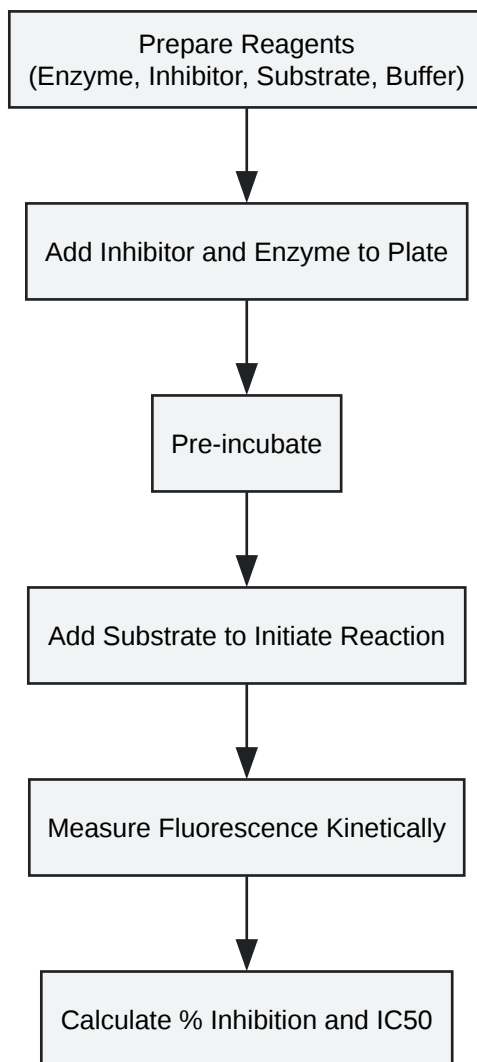 Prepare Reagents
(Enzyme, Inhibitor, Substrate, Buffer)
Add Inhibitor and Enzyme to Plate
Pre-incubate
Add Substrate to Initiate Reaction
Measure Fluorescence Kinetically
Calculate % Inhibition and IC50